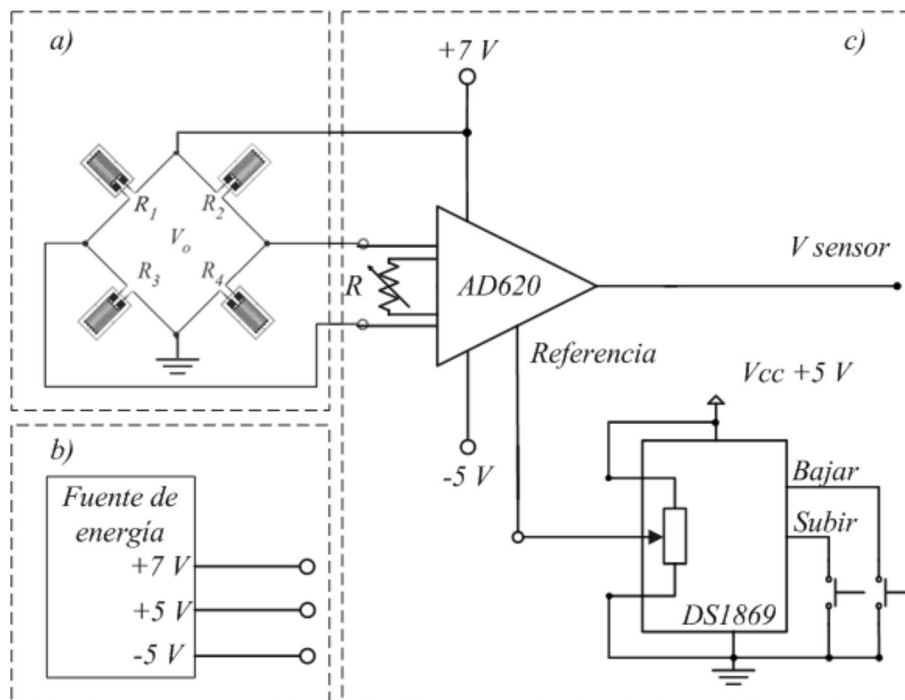 a)
R1
R2
Vo
R3
R4
b)
Fuente de
energía
+7 V
+5 V
-5 V
c)
+7 V
R
AD620
V sensor
Referencia
-5 V
Vcc +5 V
Bajar
Subir
DS1869